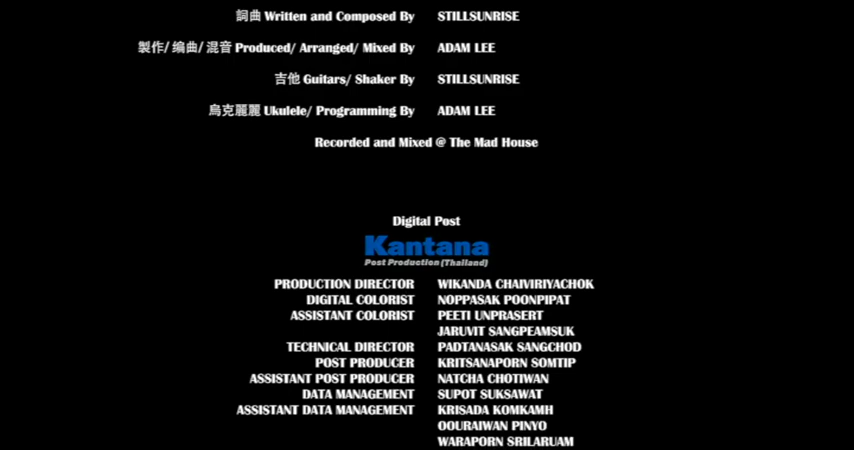 詞曲 Written and Composed By STILLSUNRISE
製作/ 编曲/ 混音 Produced/ Arranged/ Mixed By ADAM LEE
吉他 Guitars/ Shaker By STILLSUNRISE
烏克麗麗 Ukulele/ Programming By ADAM LEE
Recorded and Mixed @ The Mad House
Digital Post
Kantana
Post Production (Thailand)
PRODUCTION DIRECTOR WIKANDA CHAIVIRIYACHOK
DIGITAL COLORIST NOPPASAK POONPIPAT
ASSISTANT COLORIST PEETI UNPRASERT
JARUVIT SANGPEAMSUK
TECHNICAL DIRECTOR PADTANASAK SANGCHOD
POST PRODUCER KRITSANAPORN SOMTIP
ASSISTANT POST PRODUCER NATCHA CHOTIWAN
DATA MANAGEMENT SUPOT SUKSAWAT
ASSISTANT DATA MANAGEMENT KRISADA KOMKAMH
OOURAIWAN PINYO
WARAPORN SRILARUAM